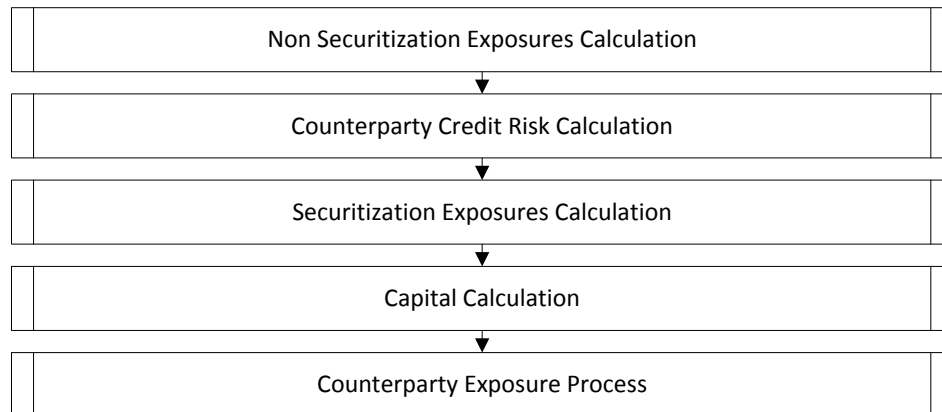 Non Securitization Exposures Calculation
Counterparty Credit Risk Calculation
Securitization Exposures Calculation
Capital Calculation
Counterparty Exposure Process